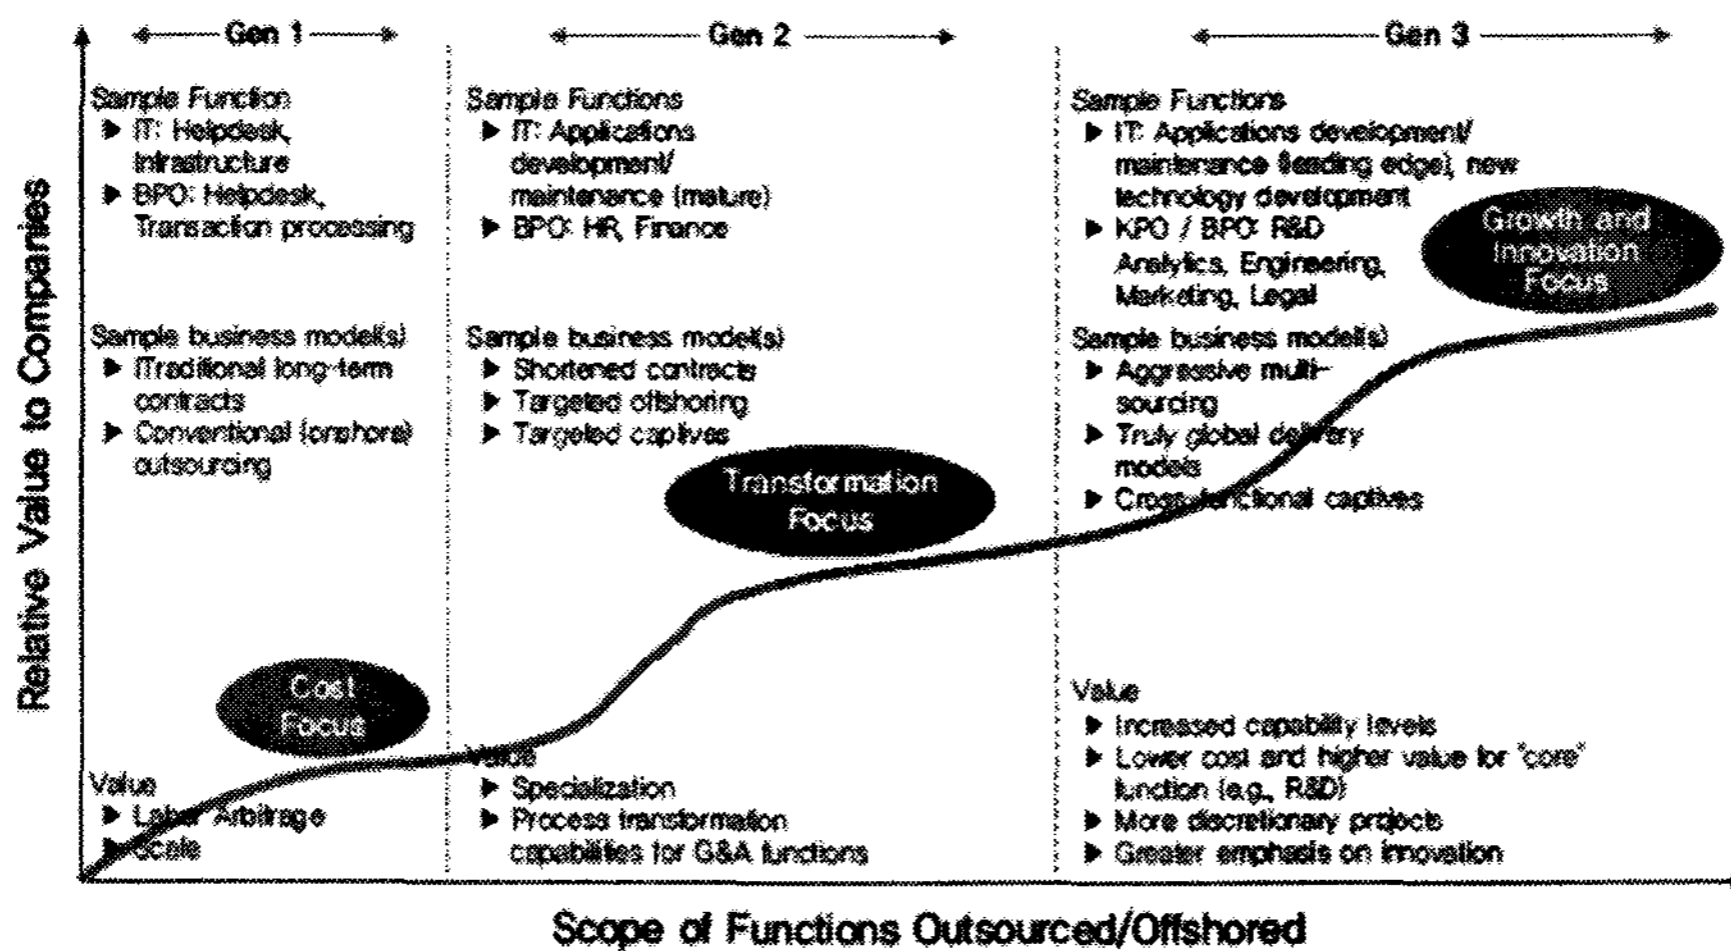 Gen 1
Gen 2
Gen 3
Relative Value to Companies
Sample Function
► IT: Helpdesk,
Infrastructure
► BPO: Helpdesk,
Transaction processing
Sample business model(s)
► ITraditional long-term
contracts
► Conventional (onshore)
outsourcing
Cost
Focus
Value
► Labor Arbitrage
► Scale
Sample Functions
► IT: Applications
development/
maintenance (mature)
► BPO: HR, Finance
Sample business model(s)
► Shortened contracts
► Targeted offshoring
► Targeted captives
Transformation
Focus
Value
► Specialization
► Process transformation
capabilities for G&A functions
Sample Functions
► IT: Applications development/
maintenance (leading edge), new
technology development
► KPO / BPO: R&D
Analytics, Engineering,
Marketing, Legal
Growth and
Innovation
Focus
Sample business model(s)
► Aggressive multi-
sourcing
► Truly global delivery
models
► Cross-functional captives
Value
► Increased capability levels
► Lower cost and higher value for "core"
function (e.g., R&D)
► More discretionary projects
► Greater emphasis on innovation
Scope of Functions Outsourced/Offshored